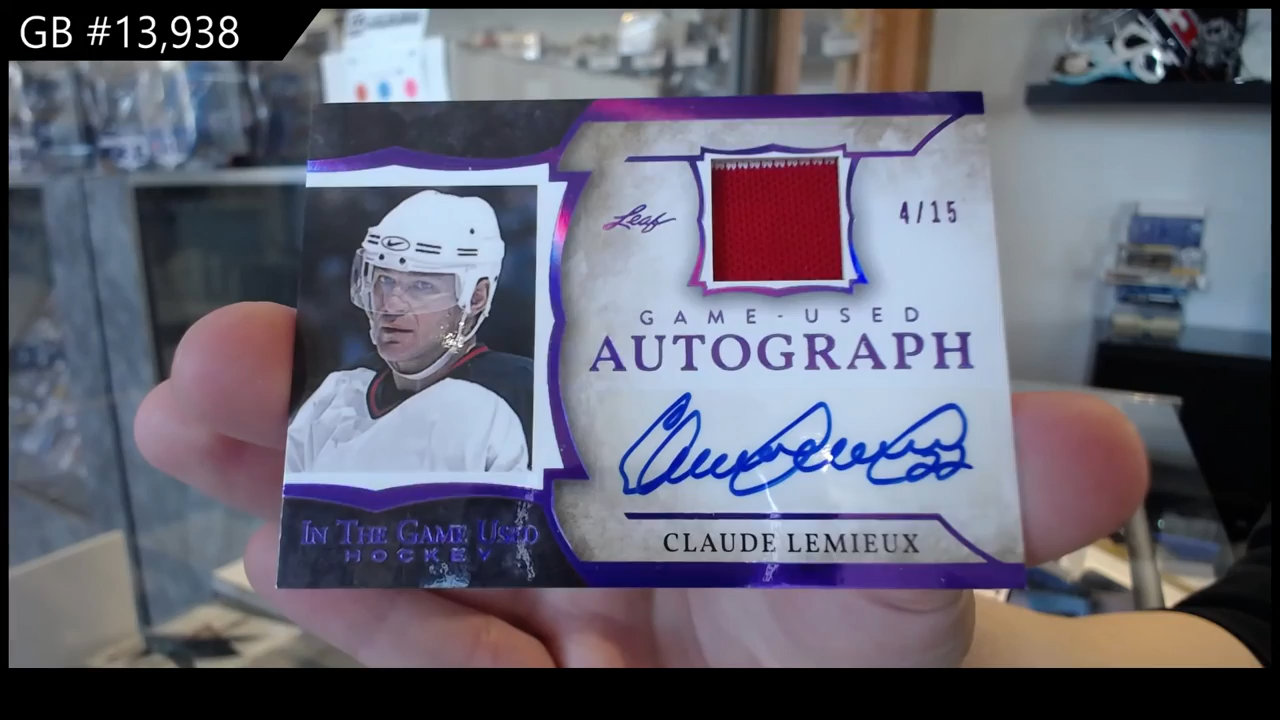 GB #13,938
Leaf
4/15
GAME-USED
AUTOGRAPH
IN THE GAME USED
HOCKEY
CLAUDE LEMIEUX